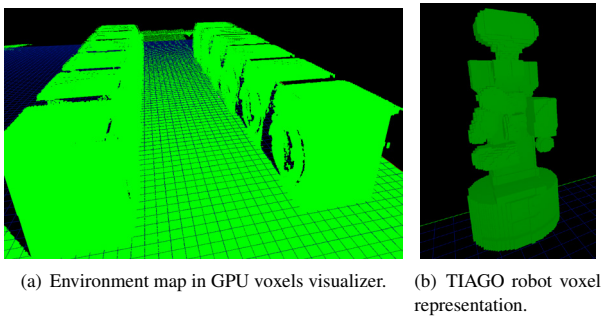 (a) Environment map in GPU voxels visualizer.
(b) TIAGO robot voxel
representation.